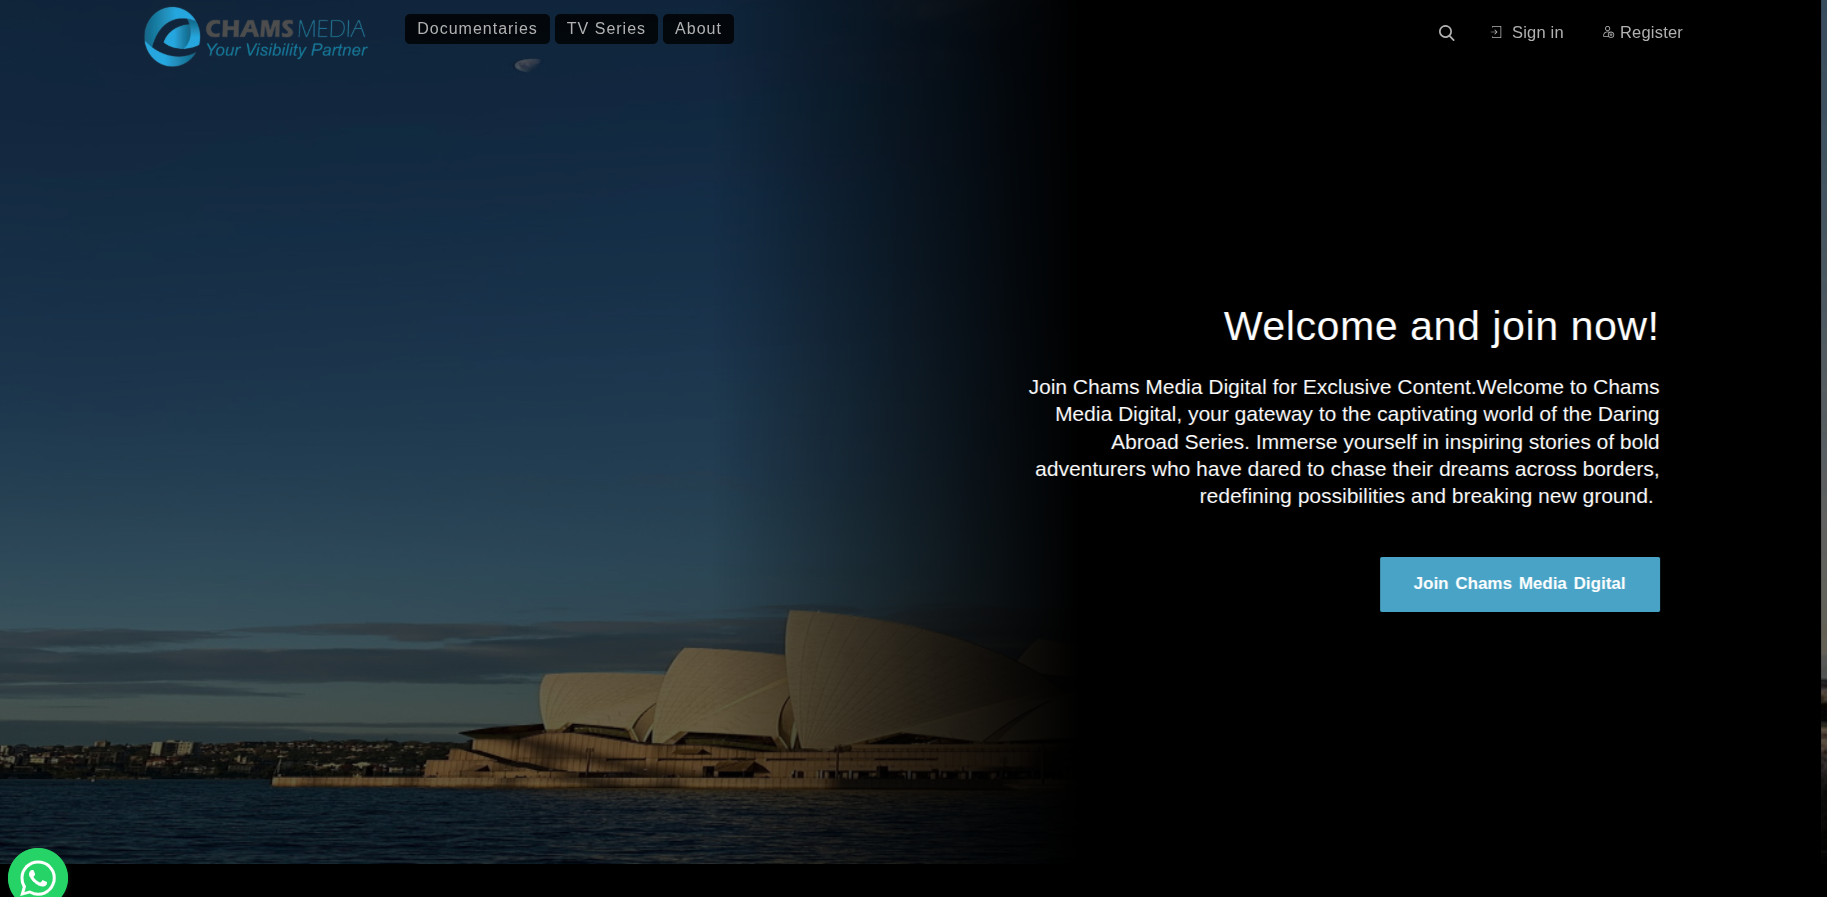 CHAMS MEDIA
Your Visibility Partner
Documentaries
TV Series
About
Sign in
Register
Welcome and join now!
Join Chams Media Digital for Exclusive Content.Welcome to Chams
Media Digital, your gateway to the captivating world of the Daring
Abroad Series. Immerse yourself in inspiring stories of bold
adventurers who have dared to chase their dreams across borders,
redefining possibilities and breaking new ground.
Join Chams Media Digital